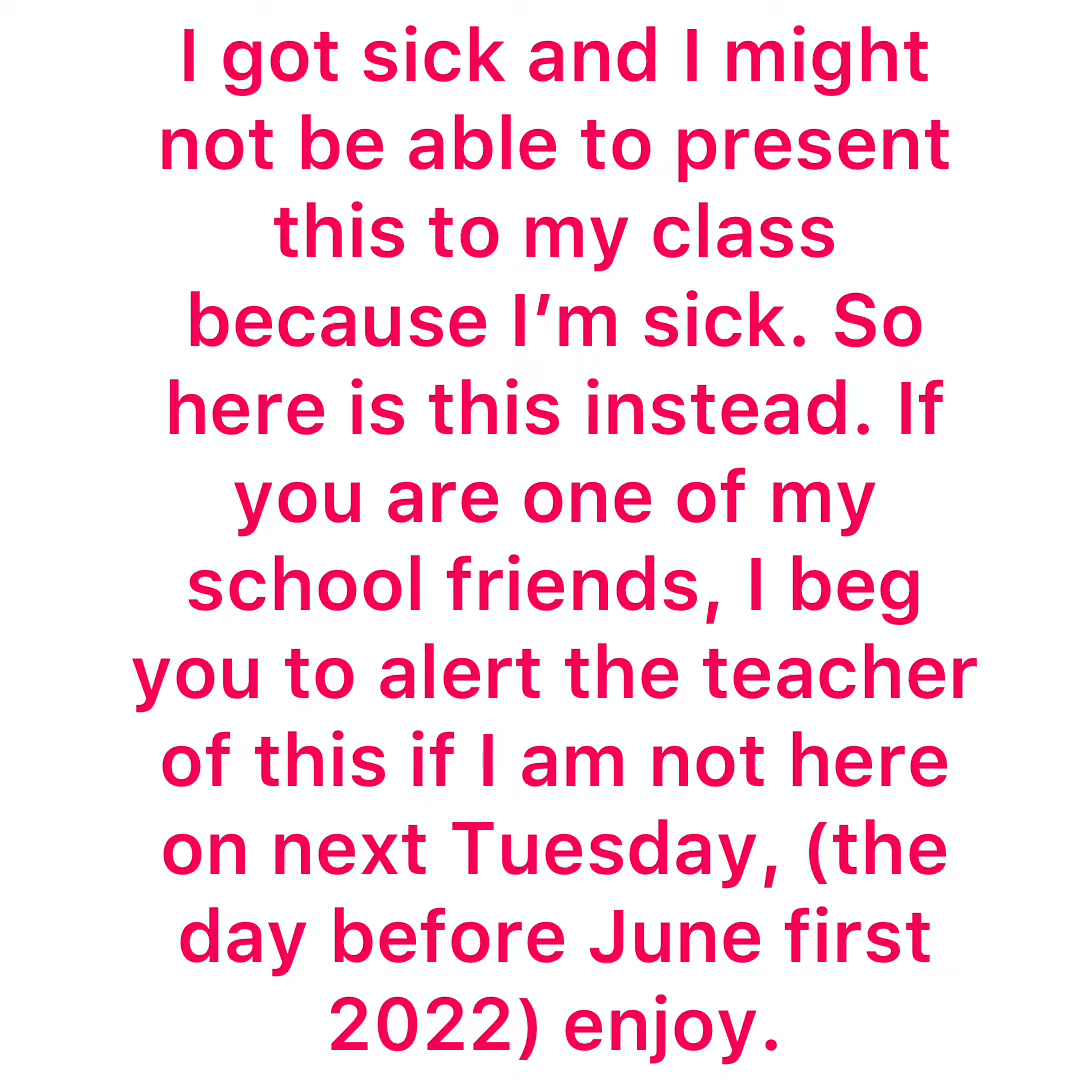 I got sick and I might
not be able to present
this to my class
because I’m sick. So
here is this instead. If
you are one of my
school friends, I beg
you to alert the teacher
of this if I am not here
on next Tuesday, (the
day before June first
2022) enjoy.